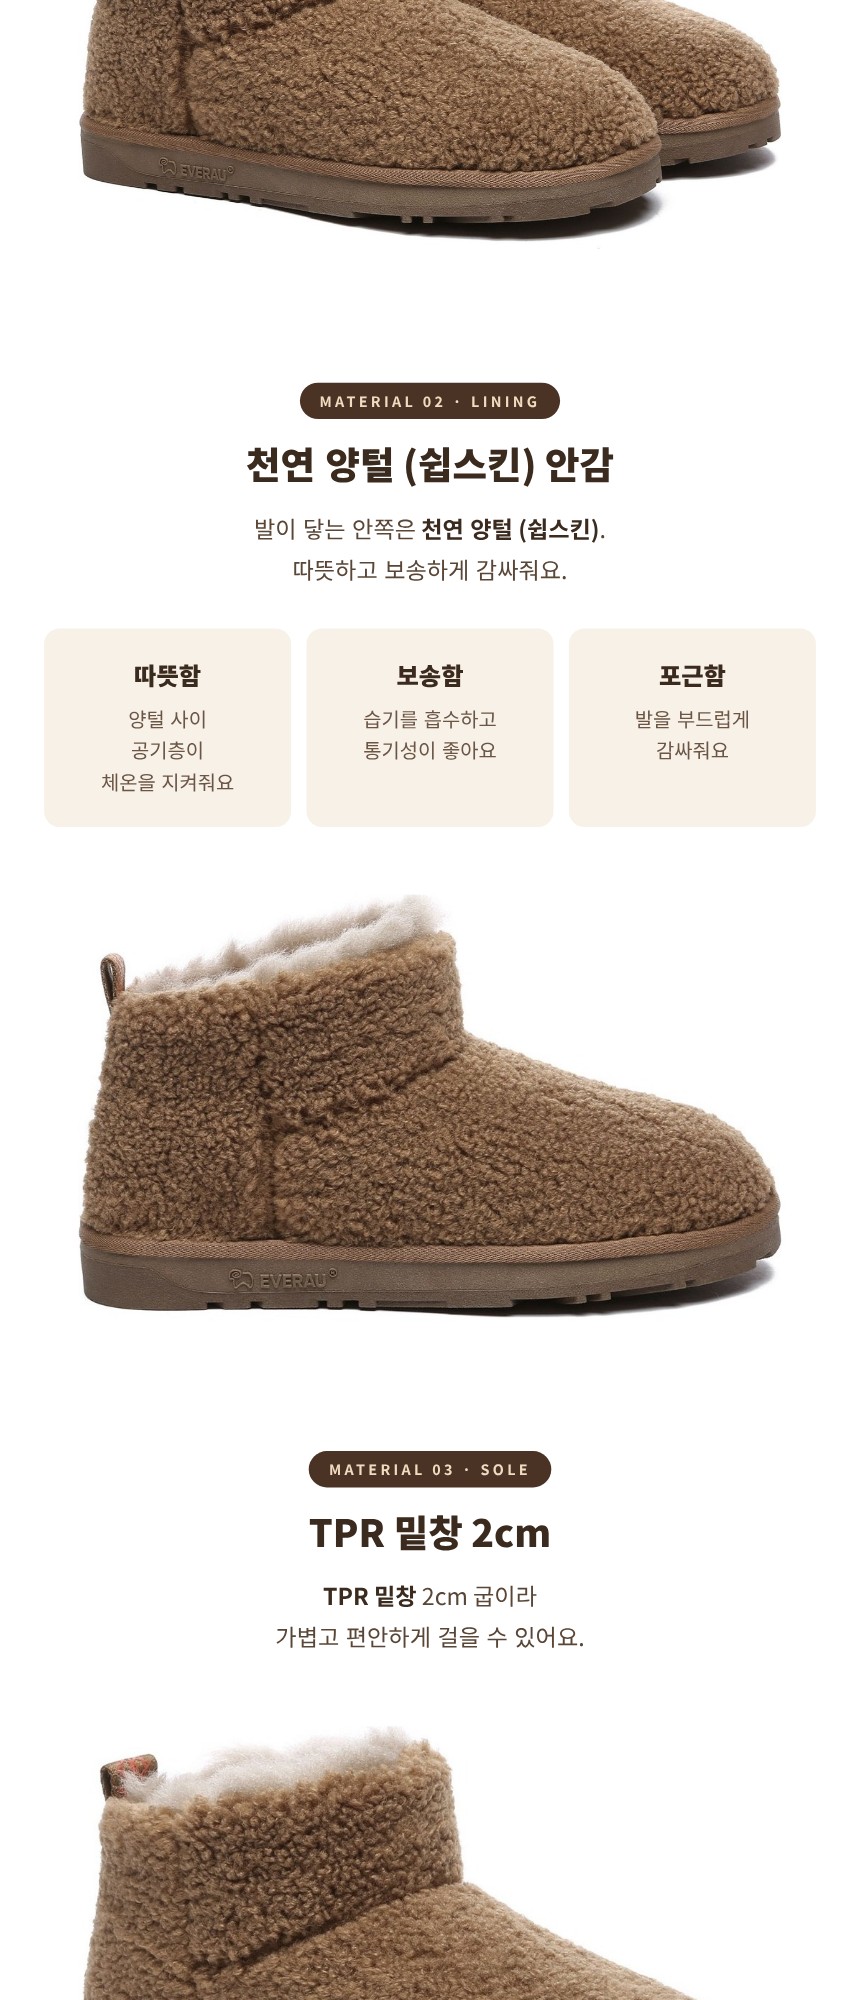 EVERAU
MATERIAL 02 · LINING
천연 양털 (쉽스킨) 안감
발이 닿는 안쪽은 천연 양털 (쉽스킨).
따뜻하고 보송하게 감싸줘요.
따뜻함
양털 사이
공기층이
체온을 지켜줘요
보송함
습기를 흡수하고
통기성이 좋아요
포근함
발을 부드럽게
감싸줘요
EVERAU
MATERIAL 03 · SOLE
TPR 밑창 2cm
TPR 밑창 2cm 굽이라
가볍고 편안하게 걸을 수 있어요.